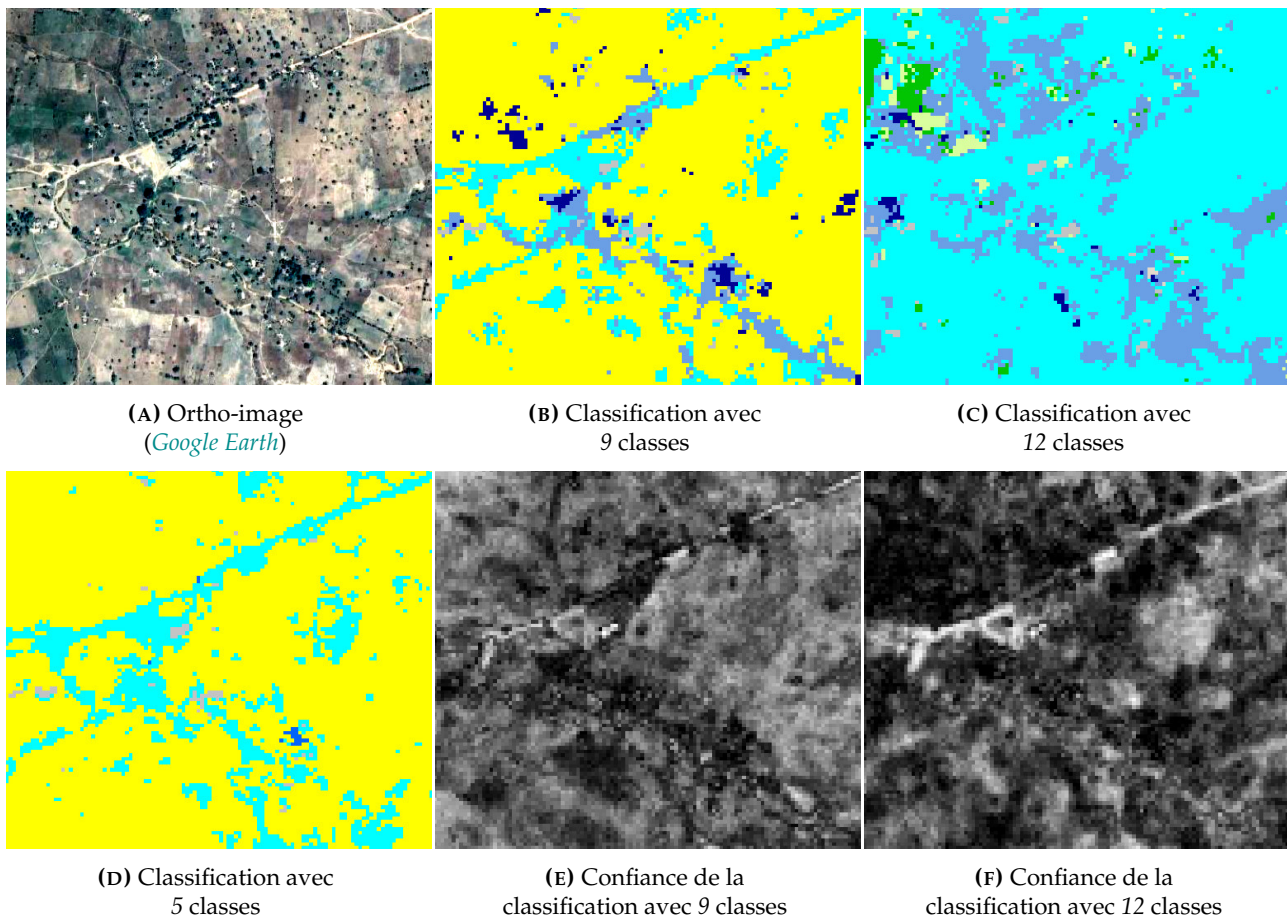 (A) Ortho-image
(Google Earth)
(B) Classification avec
9 classes
(C) Classification avec
12 classes
(D) Classification avec
5 classes
(E) Confiance de la
classification avec 9 classes
(F) Confiance de la
classification avec 12 classes